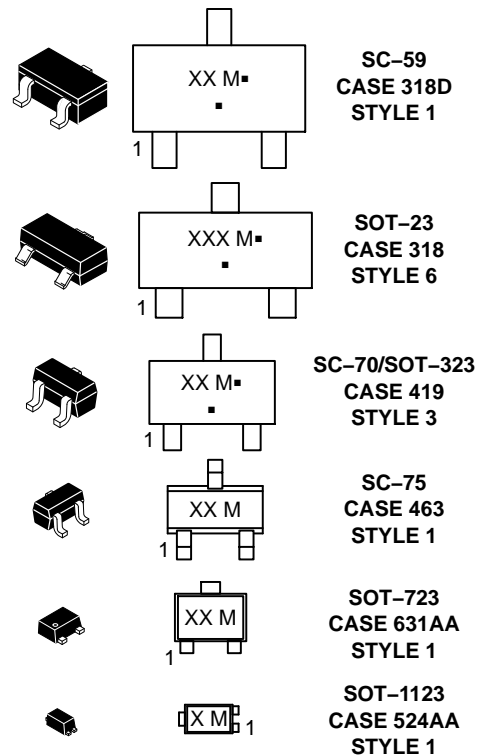 XX M▪
▪
1
SC–59
CASE 318D
STYLE 1
XXX M▪
▪
1
SOT–23
CASE 318
STYLE 6
XX M▪
▪
1
SC–70/SOT–323
CASE 419
STYLE 3
XX M
1
SC–75
CASE 463
STYLE 1
XX M
1
SOT–723
CASE 631AA
STYLE 1
X M
1
SOT–1123
CASE 524AA
STYLE 1